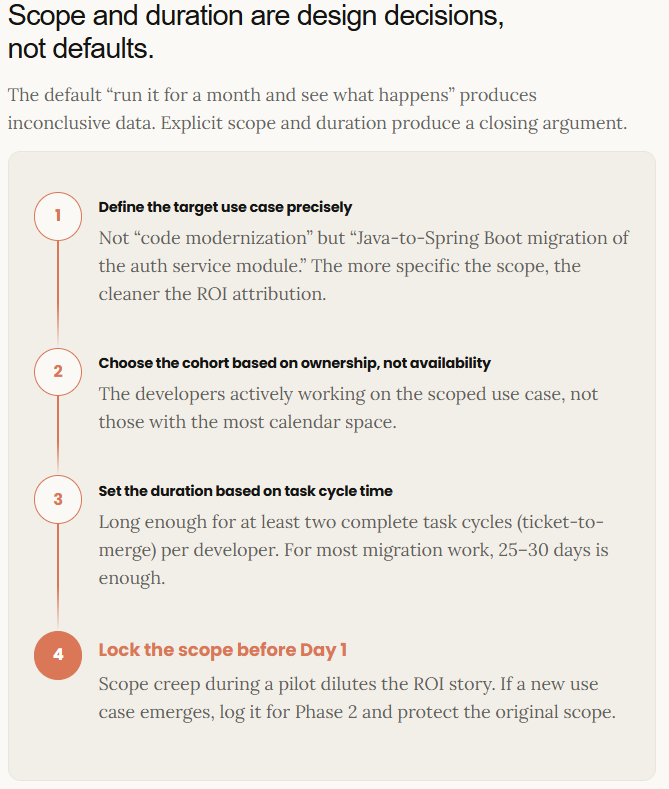 Scope and duration are design decisions,
not defaults.
The default “run it for a month and see what happens” produces
inconclusive data. Explicit scope and duration produce a closing argument.
1
Define the target use case precisely
Not “code modernization” but “Java-to-Spring Boot migration of
the auth service module.” The more specific the scope, the
cleaner the ROI attribution.
2
Choose the cohort based on ownership, not availability
The developers actively working on the scoped use case, not
those with the most calendar space.
3
Set the duration based on task cycle time
Long enough for at least two complete task cycles (ticket-to-
merge) per developer. For most migration work, 25–30 days is
enough.
4
Lock the scope before Day 1
Scope creep during a pilot dilutes the ROI story. If a new use
case emerges, log it for Phase 2 and protect the original scope.